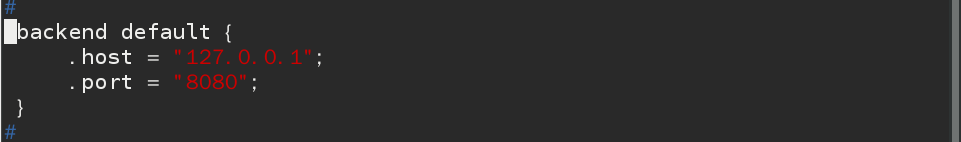 #
backend default {
.host = "127.0.0.1";
.port = "8080";
}
#